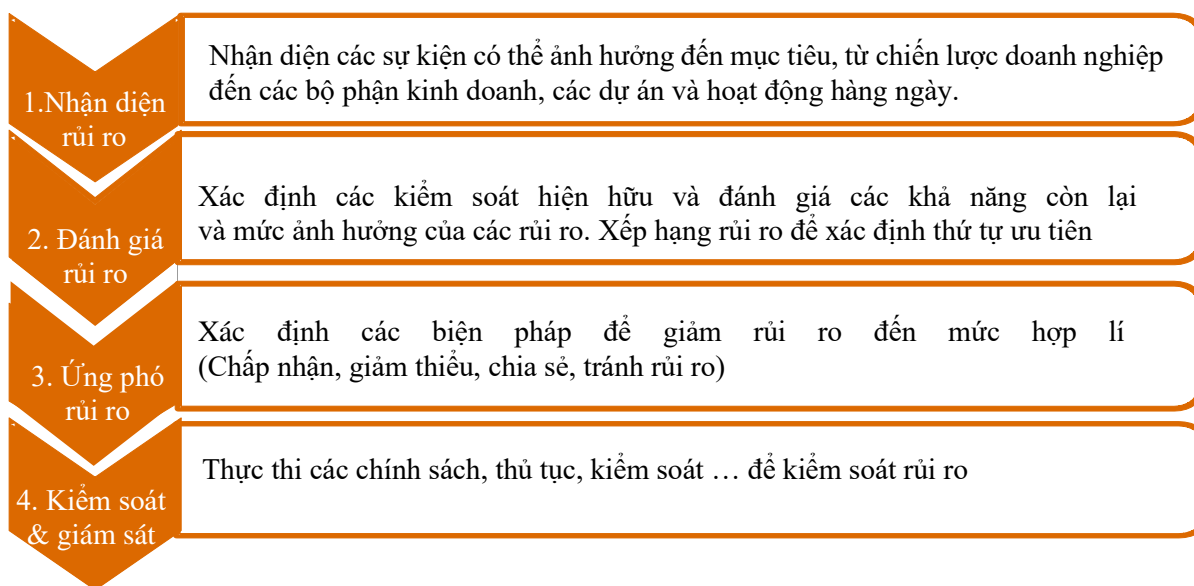 1.Nhận diện
rủi ro
Nhận diện các sự kiện có thể ảnh hưởng đến mục tiêu, từ chiến lược doanh nghiệp
đến các bộ phận kinh doanh, các dự án và hoạt động hàng ngày.
2. Đánh giá
rủi ro
Xác định các kiểm soát hiện hữu và đánh giá các khả năng còn lại
và mức ảnh hưởng của các rủi ro. Xếp hạng rủi ro để xác định thứ tự ưu tiên
3. Ứng phó
rủi ro
Xác định các biện pháp để giảm rủi ro đến mức hợp lí
(Chấp nhận, giảm thiểu, chia sẻ, tránh rủi ro)
4. Kiểm soát
& giám sát
Thực thi các chính sách, thủ tục, kiểm soát … để kiểm soát rủi ro